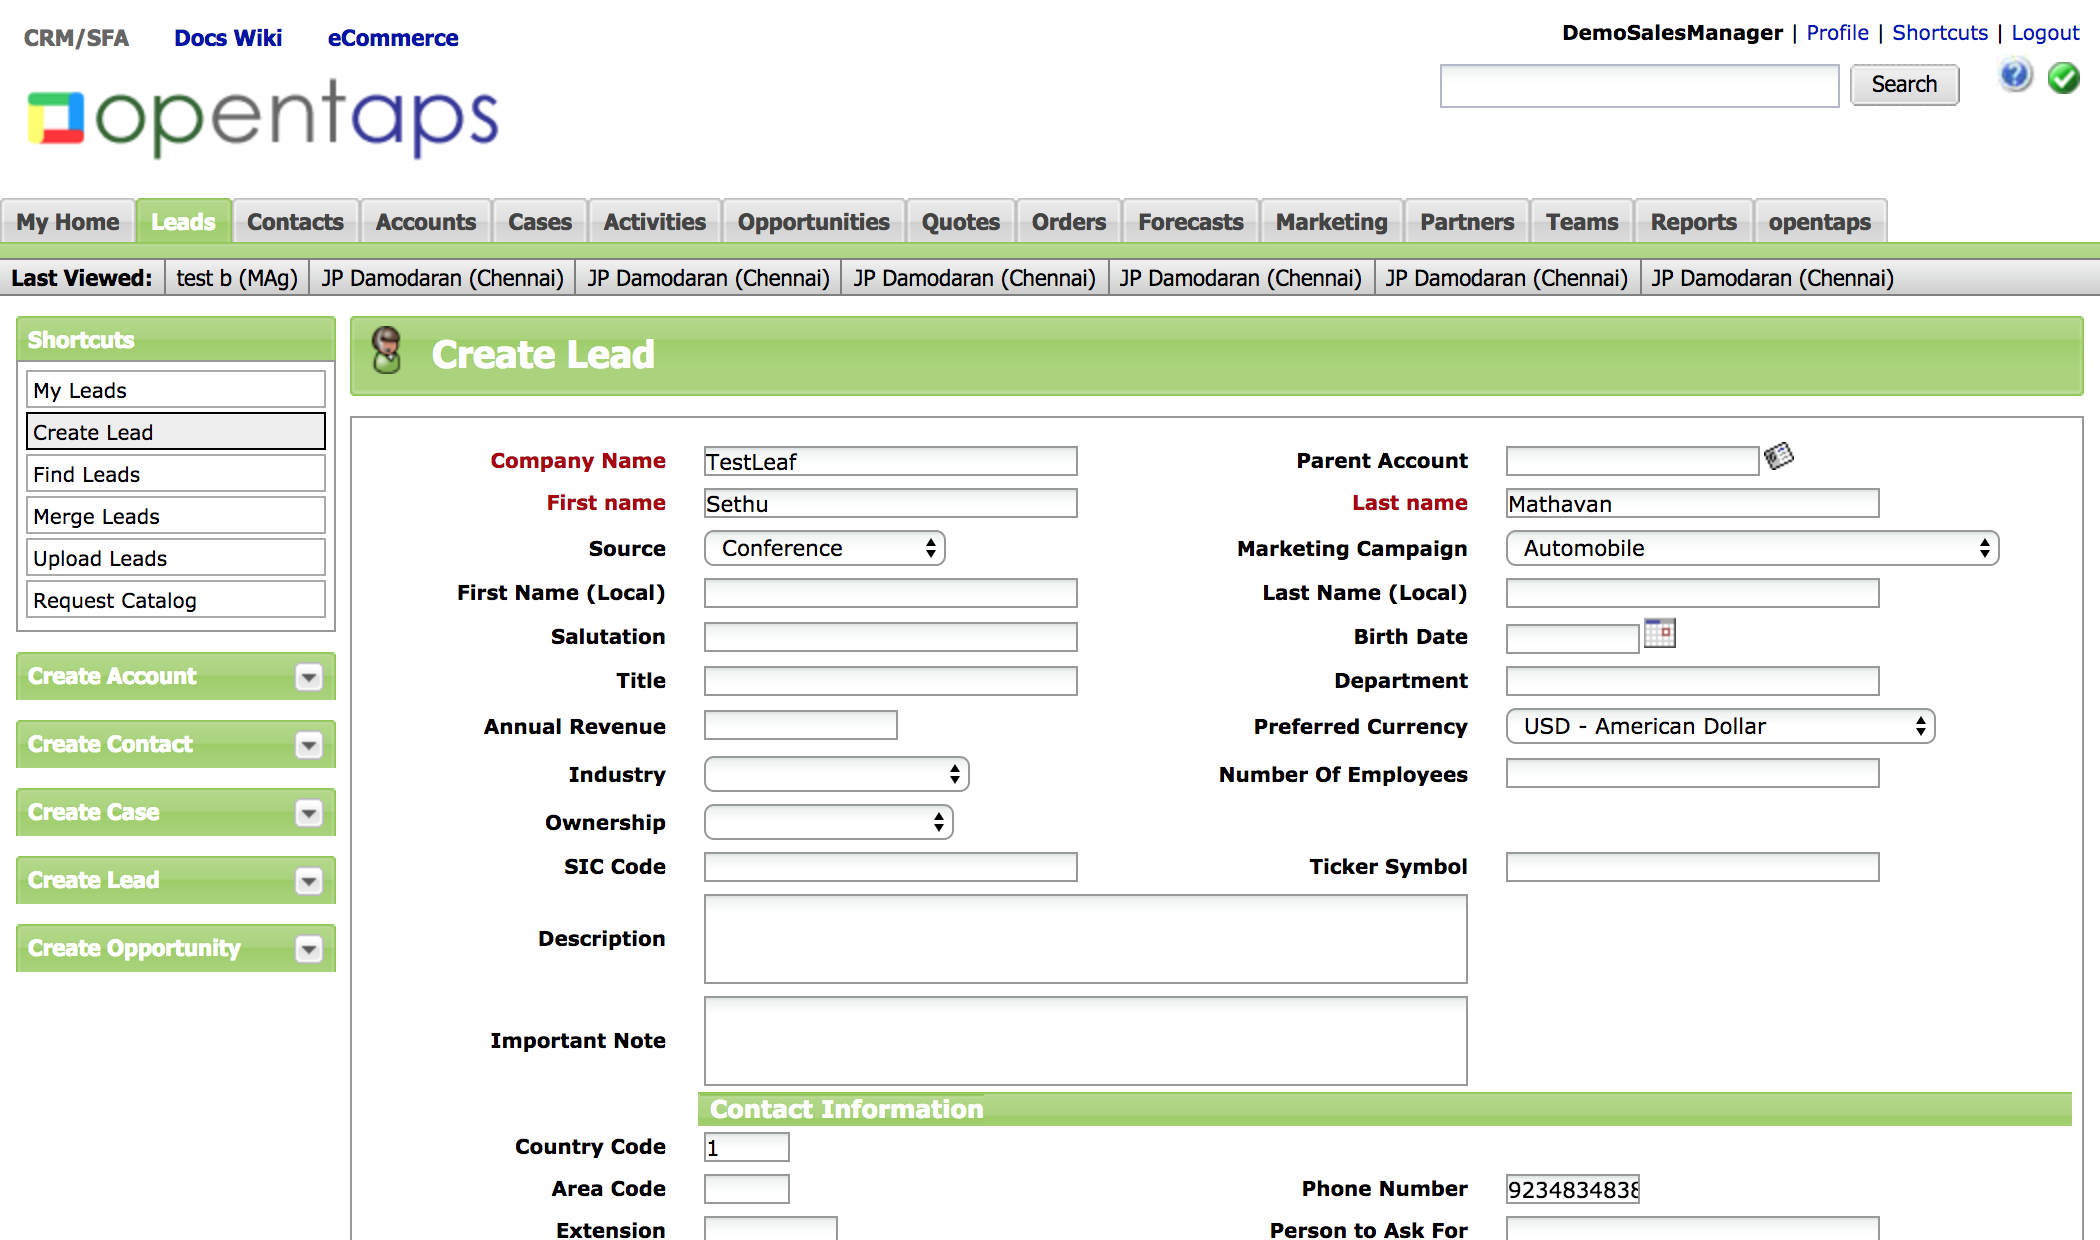 CRM/SFA Docs Wiki eCommerce
DemoSalesManager | Profile | Shortcuts | Logout
opentaps
Search
My Home Leads Contacts Accounts Cases Activities Opportunities Quotes Orders Forecasts Marketing Partners Teams Reports opentaps
Last Viewed: test b (MAg) JP Damodaran (Chennai) JP Damodaran (Chennai) JP Damodaran (Chennai) JP Damodaran (Chennai) JP Damodaran (Chennai) JP Damodaran (Chennai)
Shortcuts
My Leads
Create Lead
Find Leads
Merge Leads
Upload Leads
Request Catalog
Create Account
Create Contact
Create Case
Create Lead
Create Opportunity
Create Lead
Company Name TestLeaf Parent Account
First name Sethu Last name Mathavan
Source Conference Marketing Campaign Automobile
First Name (Local) Last Name (Local)
Salutation Birth Date
Title Department
Annual Revenue Preferred Currency USD - American Dollar
Industry Number Of Employees
Ownership
SIC Code Ticker Symbol
Description
Important Note
Contact Information
Country Code 1
Area Code Phone Number 9234834838
Extension Person to Ask For